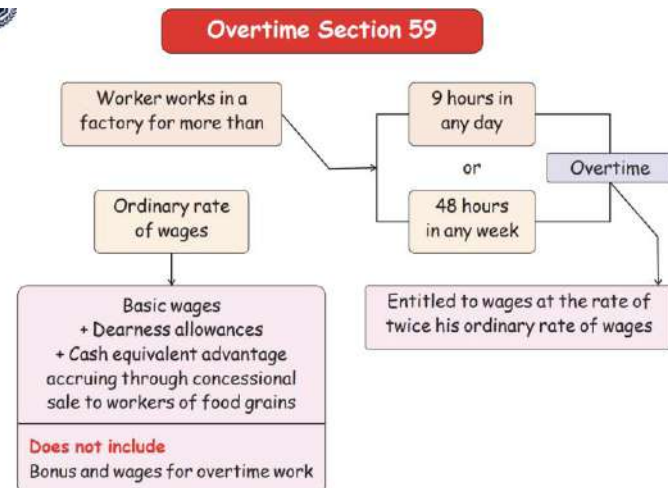 Overtime Section 59
Worker works in a
factory for more than
9 hours in
any day
or
48 hours
in any week
Overtime
Ordinary rate
of wages
Entitled to wages at the rate of
twice his ordinary rate of wages
Basic wages
+ Dearness allowances
+ Cash equivalent advantage
accruing through concessional
sale to workers of food grains
Does not include
Bonus and wages for overtime work